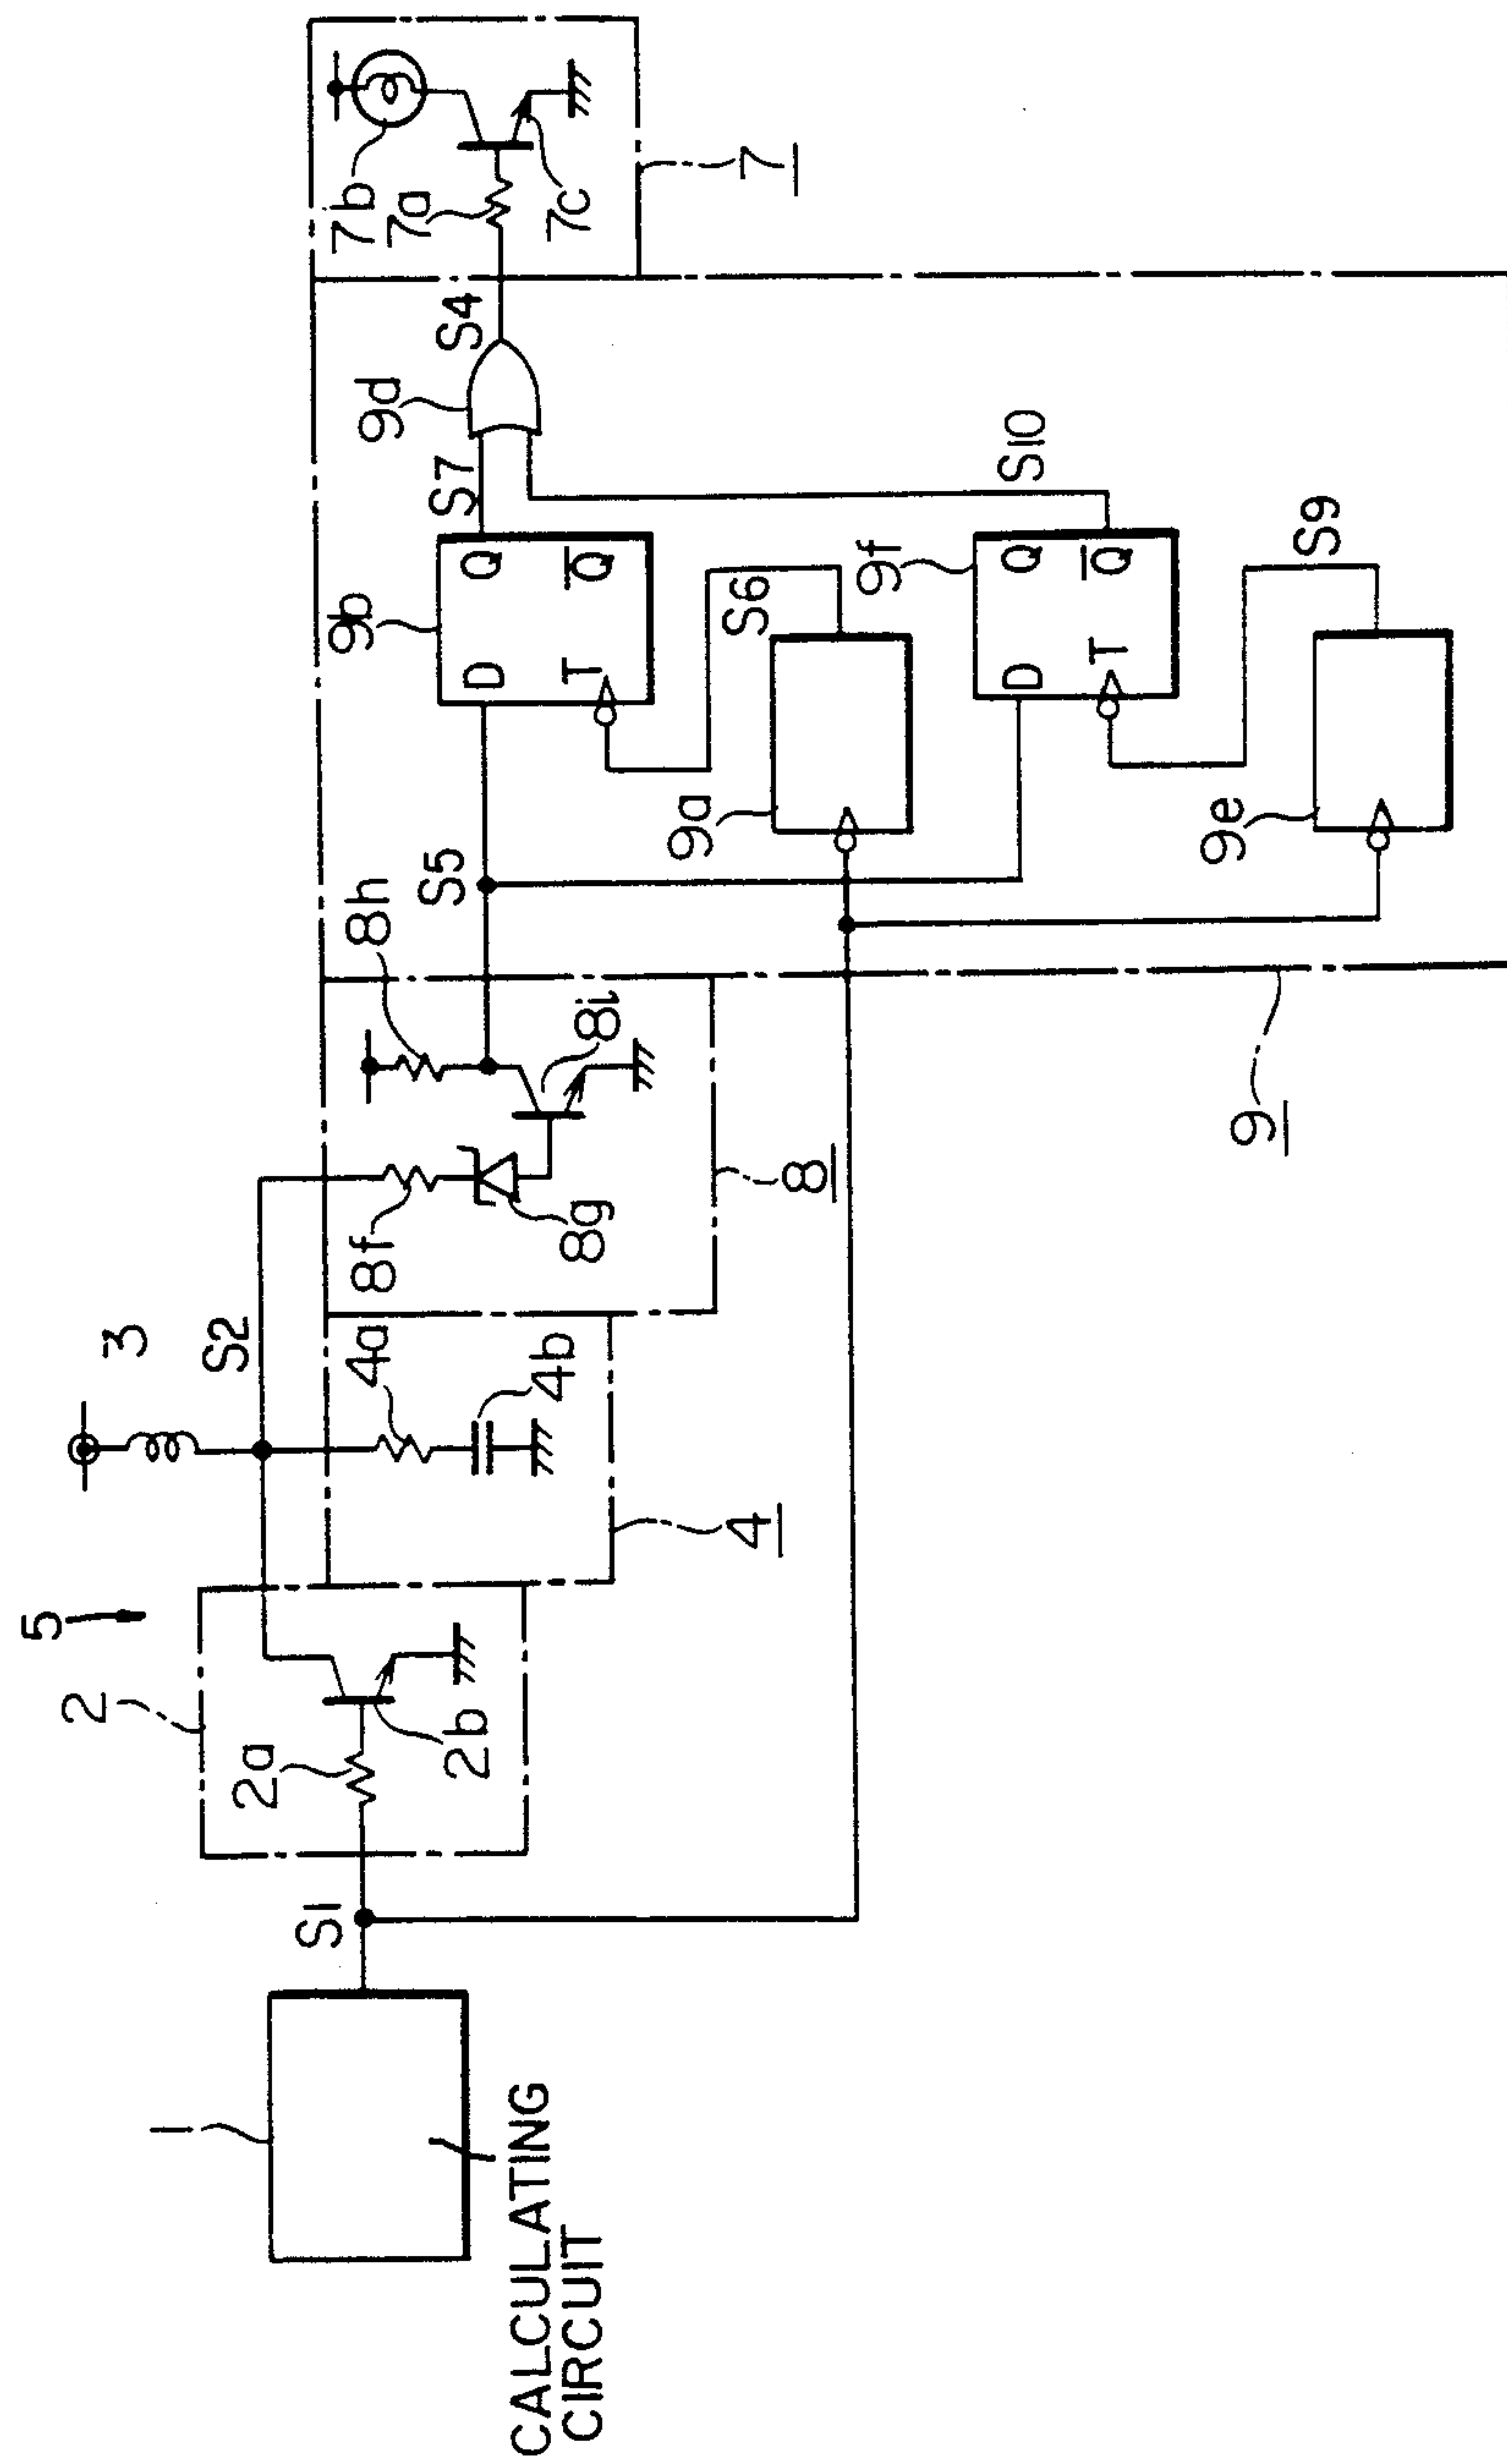 1
CALCULATING
CIRCUIT
S1
2
2a
2b
5
3
S2
4a
4b
4
8f
8g
8h
8i
8
S5
9b
D
Q
T
Q̅
S7
9d
S4
9a
S6
9f
D
Q
T
Q̅
S10
9e
S9
9
7b
7a
7c
7